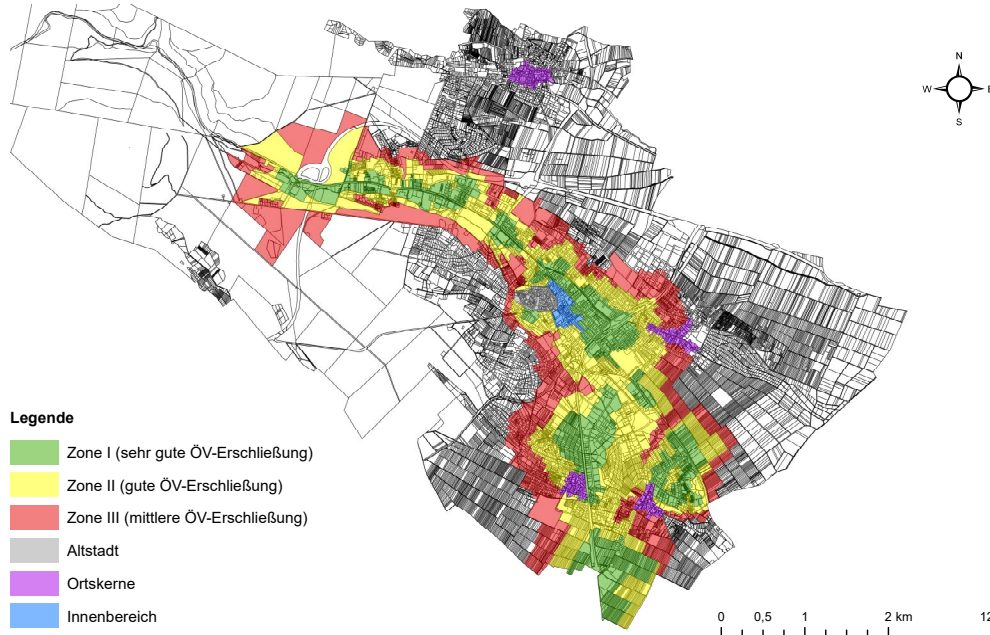 N
W E
S
Legende
Zone I (sehr gute ÖV-Erschließung)
Zone II (gute ÖV-Erschließung)
Zone III (mittlere ÖV-Erschließung)
Altstadt
Ortskerne
Innenbereich
0 0,5 1 2 km
12